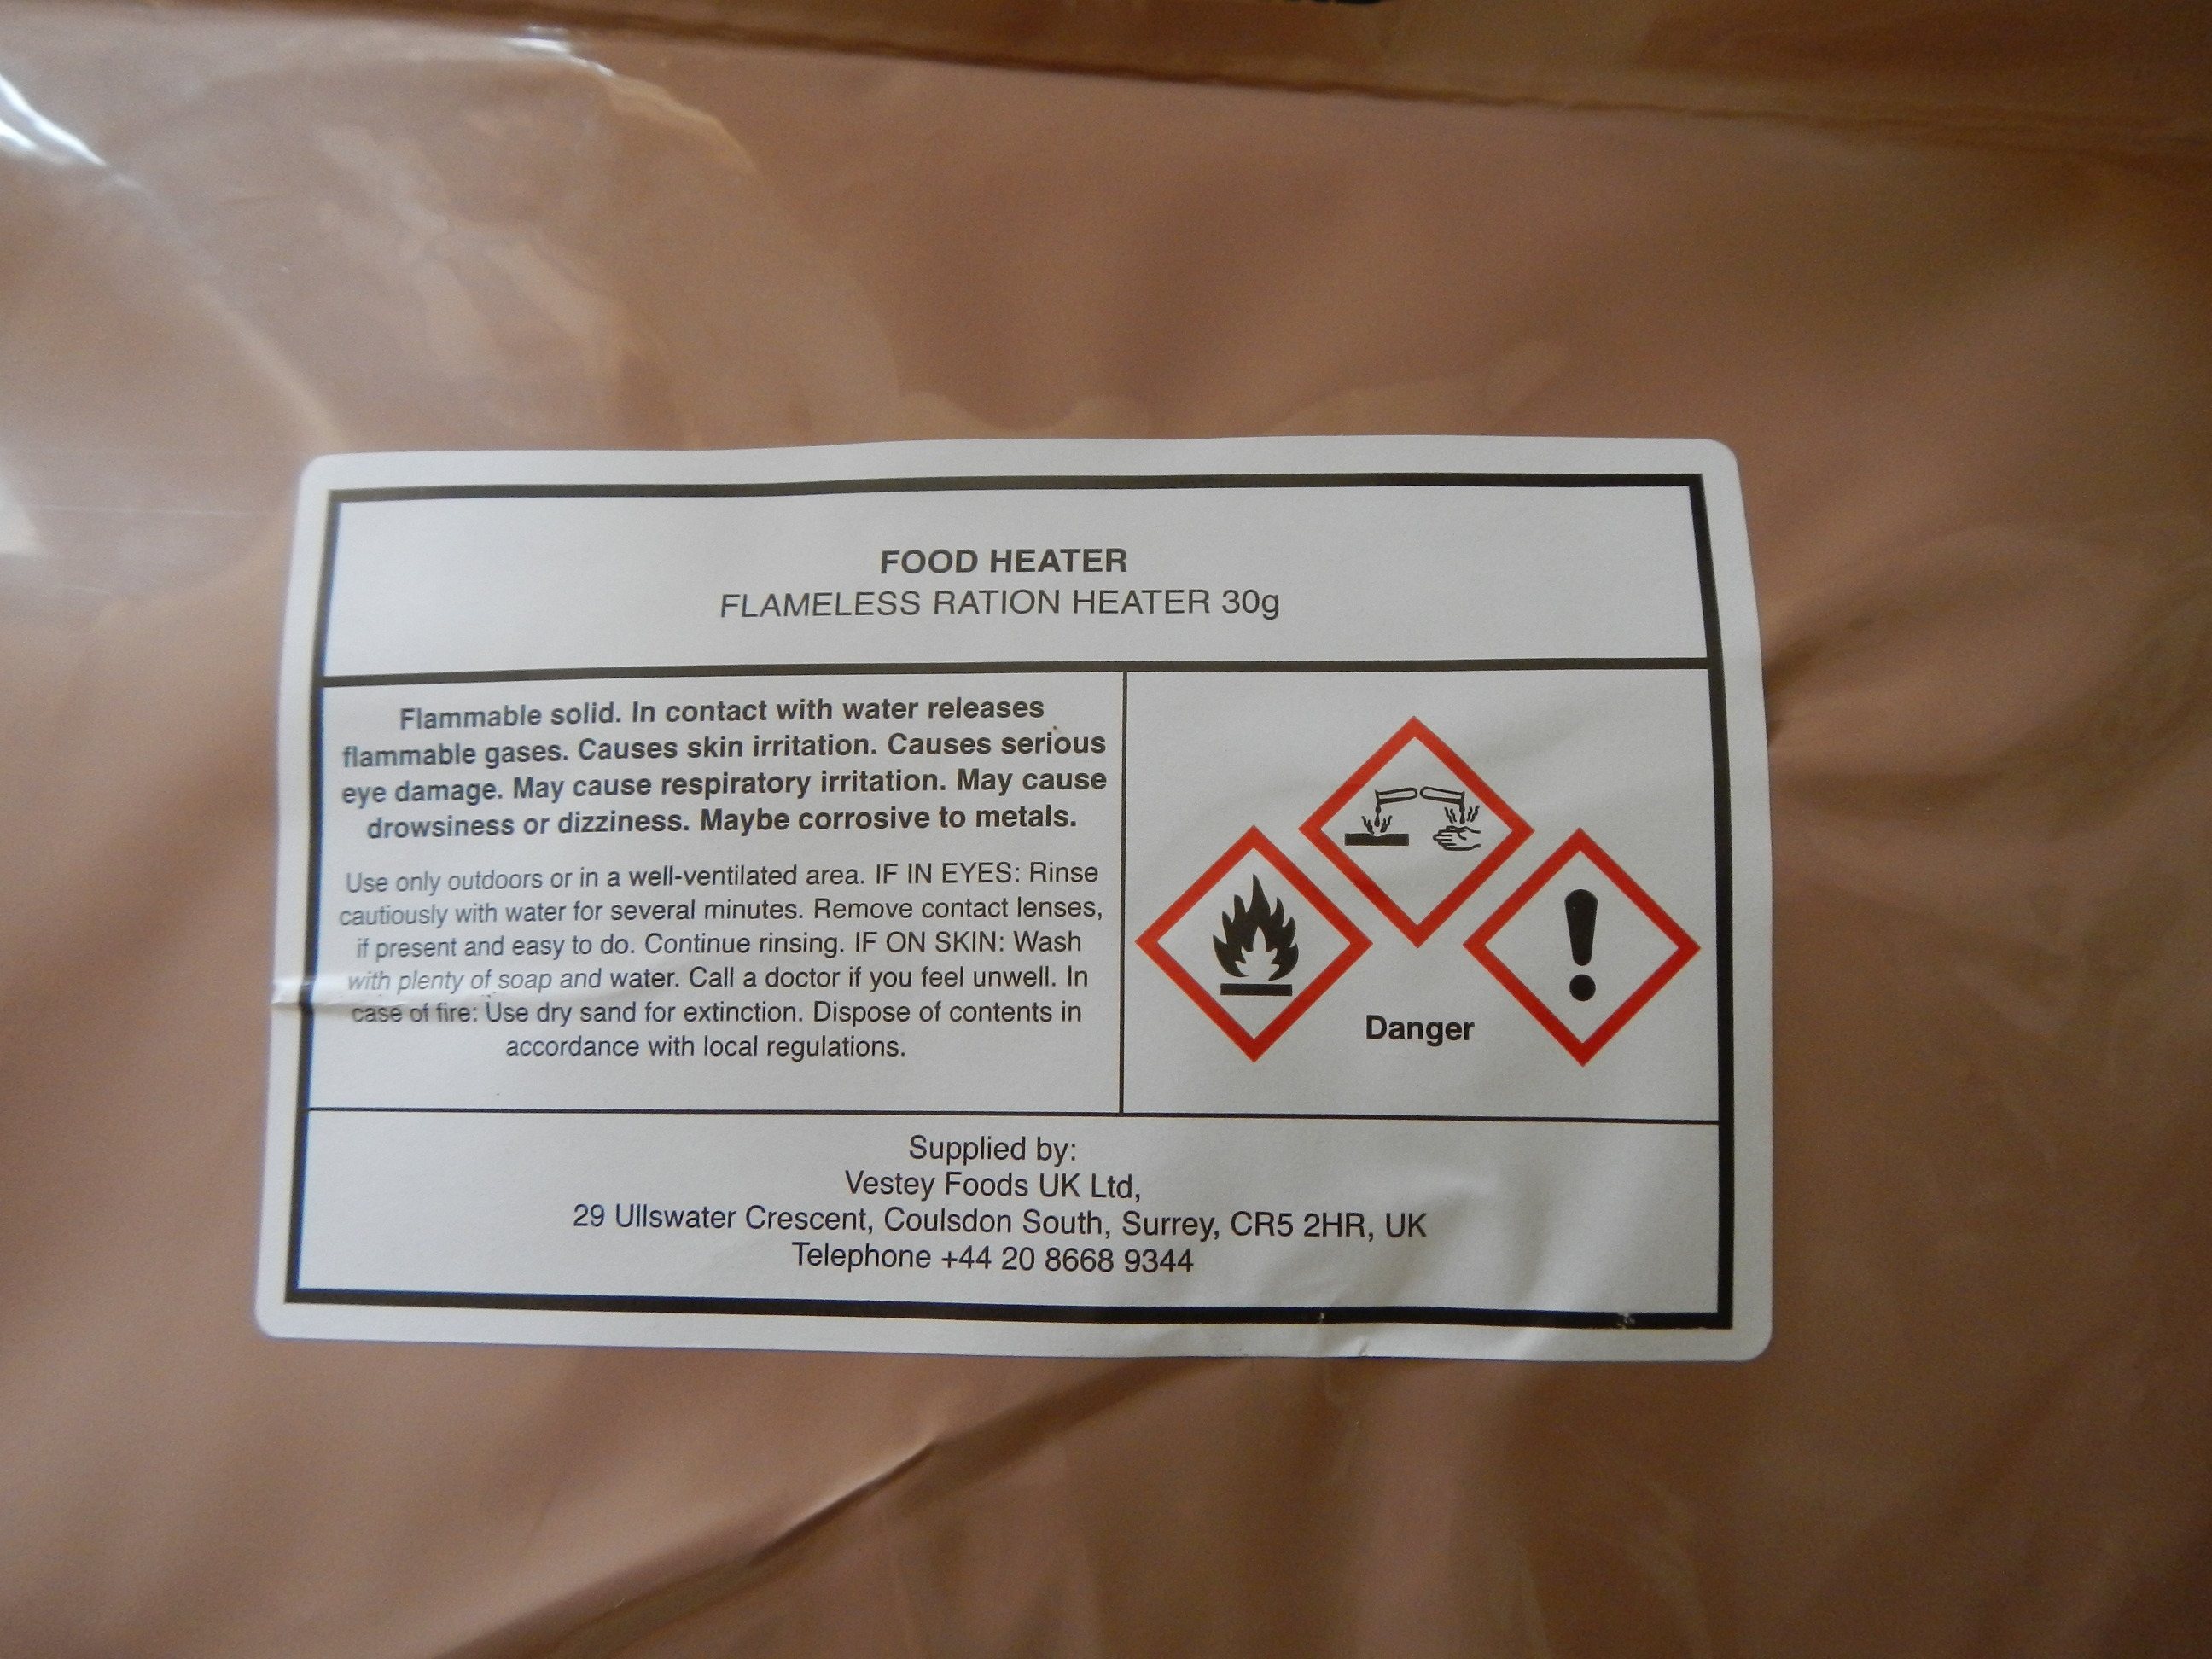 FOOD HEATER
FLAMELESS RATION HEATER 30g
Flammable solid. In contact with water releases
flammable gases. Causes skin irritation. Causes serious
eye damage. May cause respiratory irritation. May cause
drowsiness or dizziness. Maybe corrosive to metals.
Use only outdoors or in a well-ventilated area. IF IN EYES: Rinse
cautiously with water for several minutes. Remove contact lenses,
if present and easy to do. Continue rinsing. IF ON SKIN: Wash
with plenty of soap and water. Call a doctor if you feel unwell. In
case of fire: Use dry sand for extinction. Dispose of contents in
accordance with local regulations.
Danger
Supplied by:
Vestey Foods UK Ltd,
29 Ullswater Crescent, Coulsdon South, Surrey, CR5 2HR, UK
Telephone +44 20 8668 9344